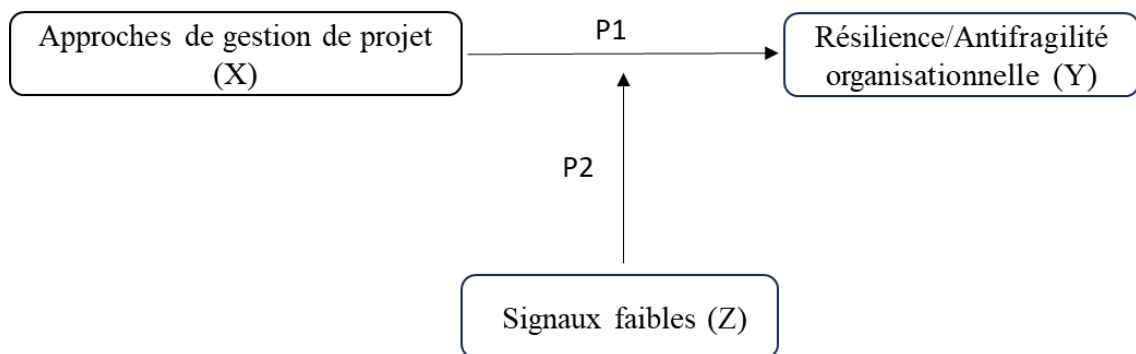 Approches de gestion de projet
(X)
P1
Résilience/Antifragilité
organisationnelle (Y)
P2
Signaux faibles (Z)